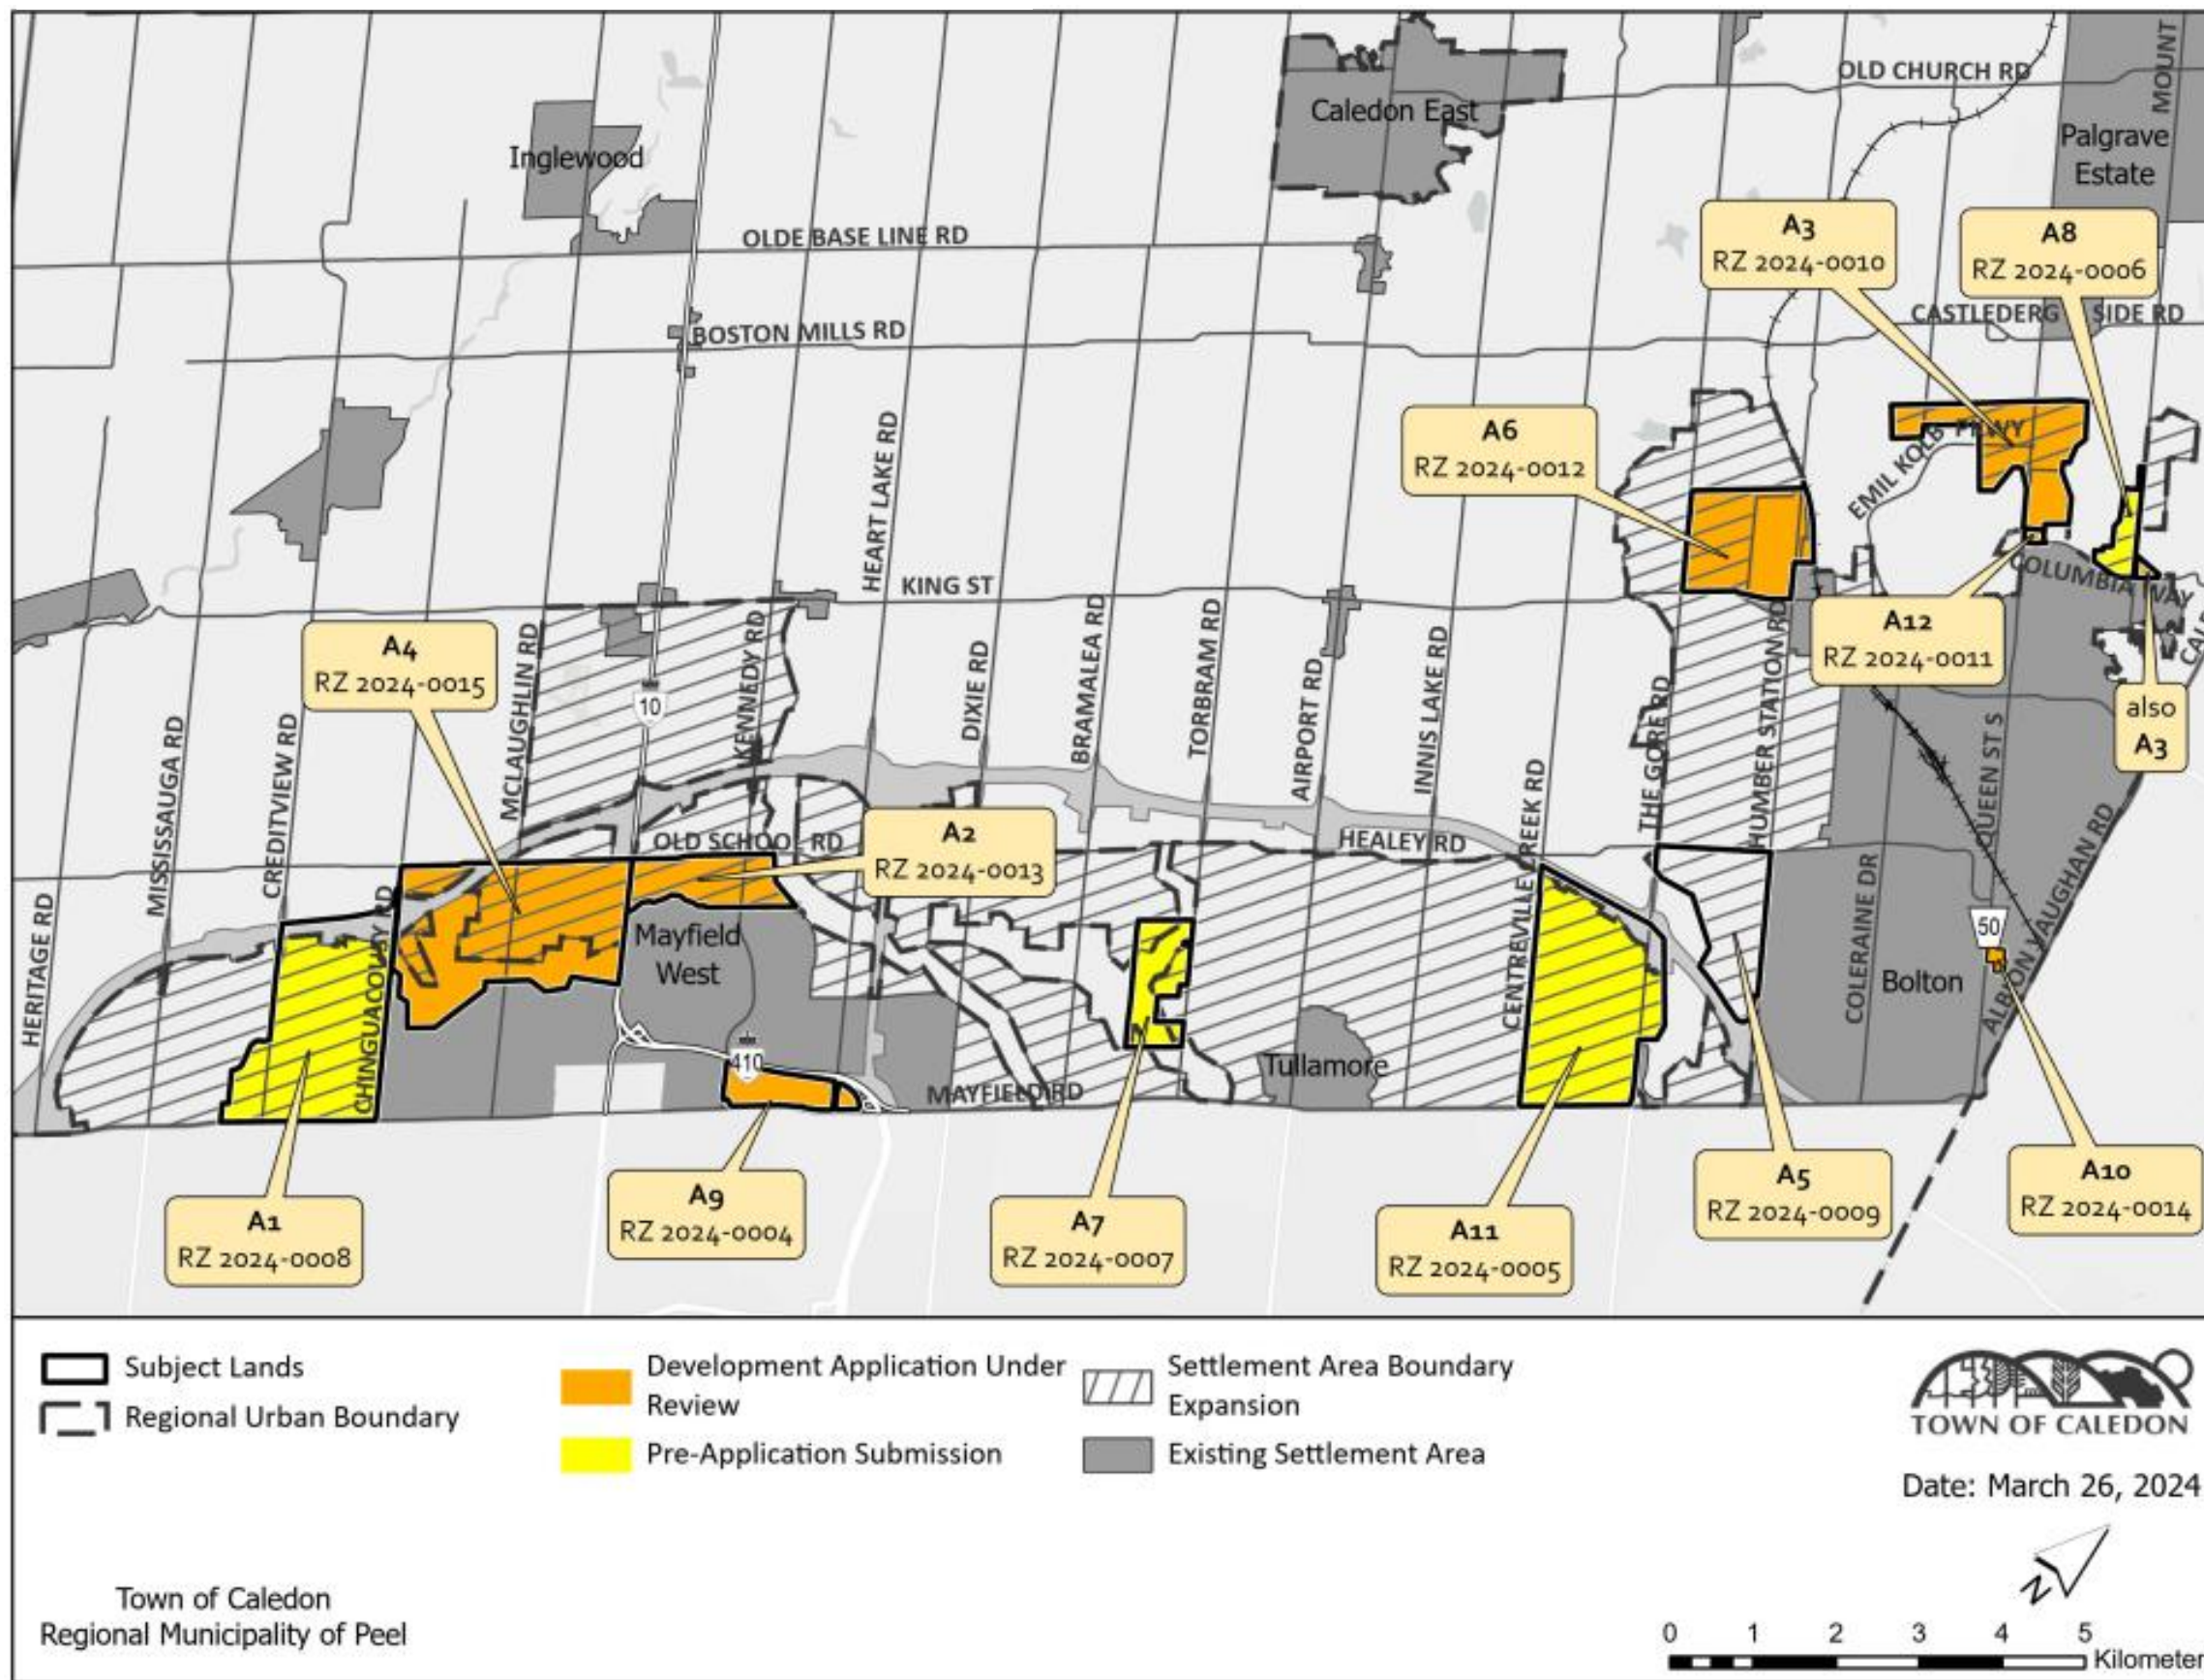 OLD CHURCH RD
MOUNT
Caledon East
Palgrave
Estate
Inglewood
OLDE BASE LINE RD
A3
RZ 2024-0010
A8
RZ 2024-0006
CASTLEDERG SIDE RD
BOSTON MILLS RD
A6
RZ 2024-0012
EMIL KOLB PKWY
HEART LAKE RD
KING ST
COLUMBIA WAY
A12
RZ 2024-0011
also
A3
A4
RZ 2024-0015
MCLAUGHLIN RD
KENNEDY RD
10
DIXIE RD
BRAMALEA RD
TORBRAM RD
AIRPORT RD
INNIS LAKE RD
CENTREVILLE CREEK RD
THE GORE RD
HUMBER STATION RD
QUEEN ST S
HERITAGE RD
MISSISSAUGA RD
CREDITVIEW RD
CHINGUACOUSY RD
OLD SCHOOL RD
A2
RZ 2024-0013
HEALEY RD
COLERAINE DR
ALBION VAUGHAN RD
50
Mayfield
West
Bolton
410
Tullamore
MAYFIELD RD
A1
RZ 2024-0008
A9
RZ 2024-0004
A7
RZ 2024-0007
A11
RZ 2024-0005
A5
RZ 2024-0009
A10
RZ 2024-0014
Subject Lands
Regional Urban Boundary
Development Application Under
Review
Pre-Application Submission
Settlement Area Boundary
Expansion
Existing Settlement Area
TOWN OF CALEDON
Date: March 26, 2024
N
Town of Caledon
Regional Municipality of Peel
0 1 2 3 4 5
Kilometer